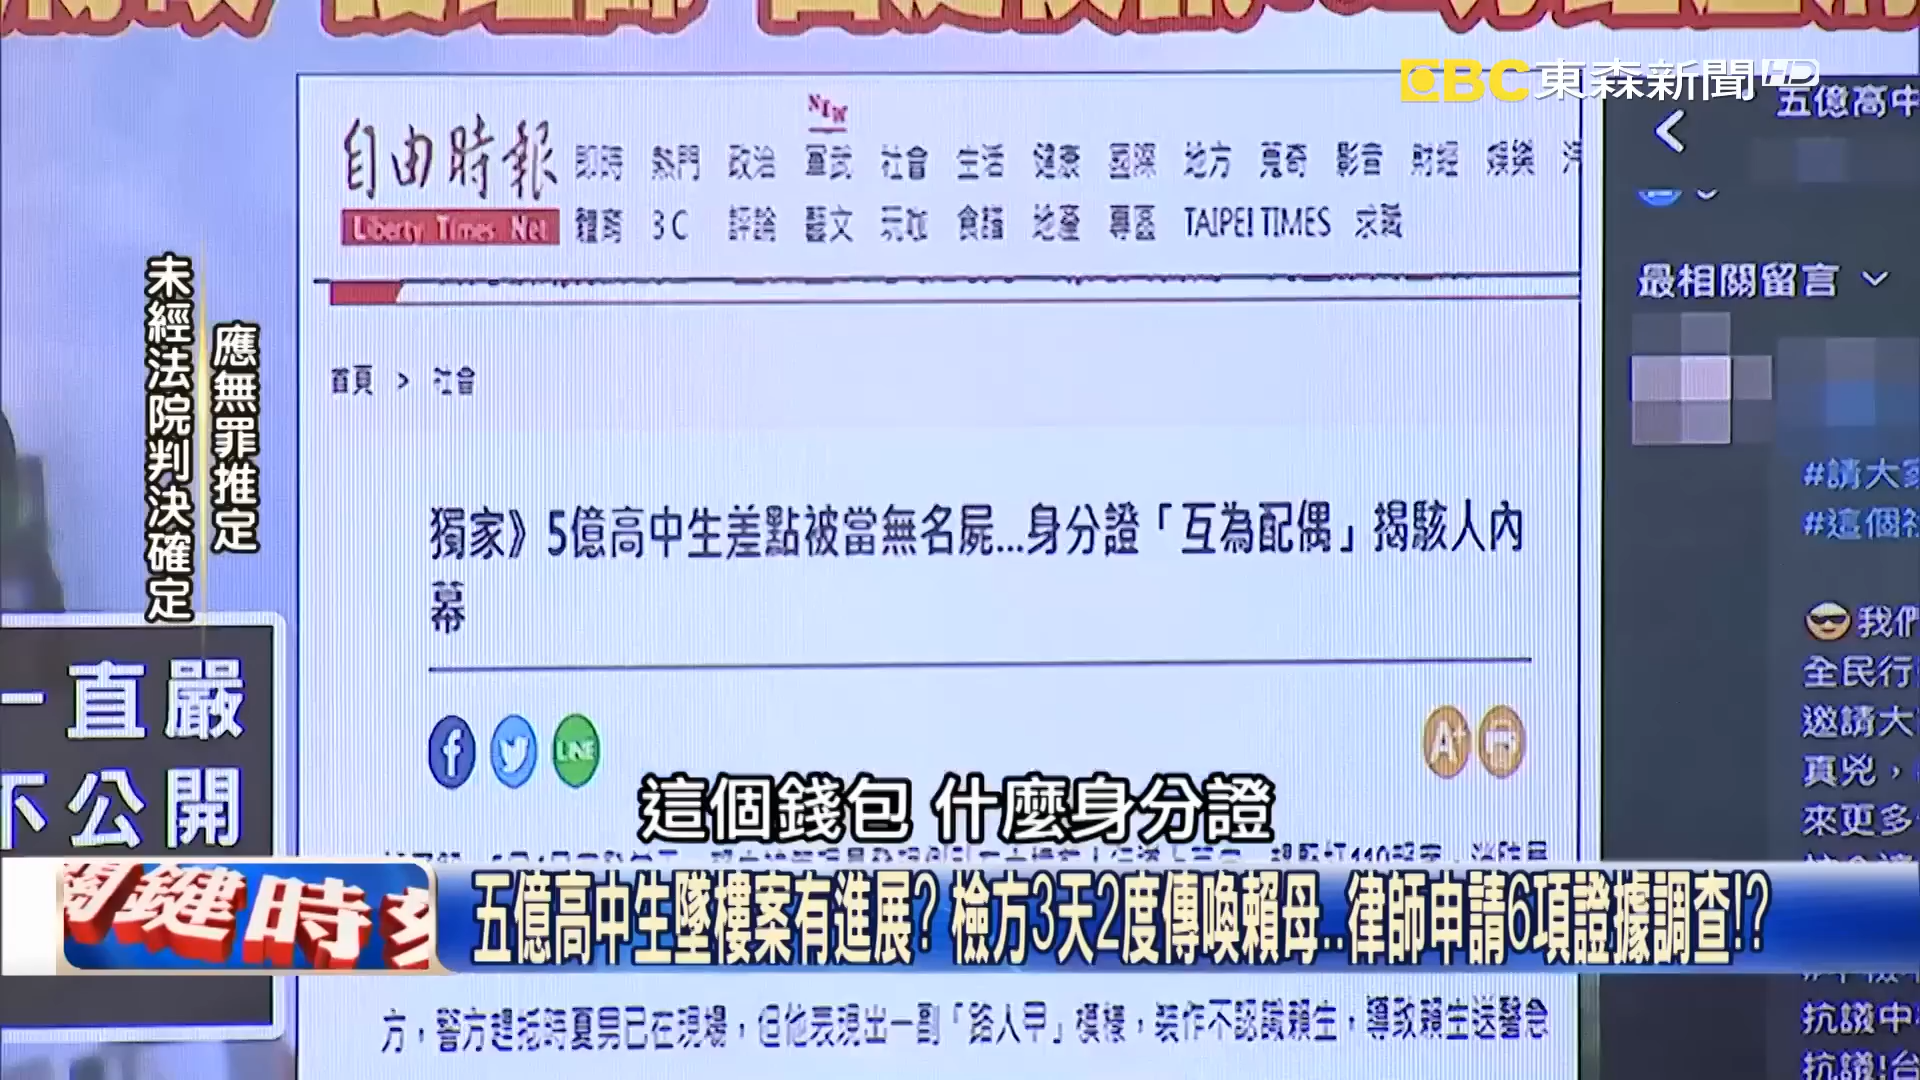 EBC 東森新聞 HD
五億高中
自由時報
Liberty Times Net
NEW
即時 熱門 政治 軍武 社會 生活 健康 國際 地方 蒐奇 影音 財經 娛樂
體育 3C 評論 藝文 玩咖 食譜 地產 專區 TAIPEI TIMES 求職
首頁 > 社會
獨家》5億高中生差點被當無名屍...身分證「互為配偶」揭駭人內
幕
LINE
A+
應無罪推定
未經法院判決確定
一直嚴
不公開
最相關留言
#請大家
#這個社
我們
全民行
邀請大
真兇，
來更多
抗議中
抗議!台
這個錢包 什麼身分證
關鍵時刻
五億高中生墜樓案有進展? 檢方3天2度傳喚賴母..律師申請6項證據調查!?
方，警方趕抵時夏男已在現場，但他表現出一副「路人甲」模樣，裝作不認識賴生，導致賴生送醫急